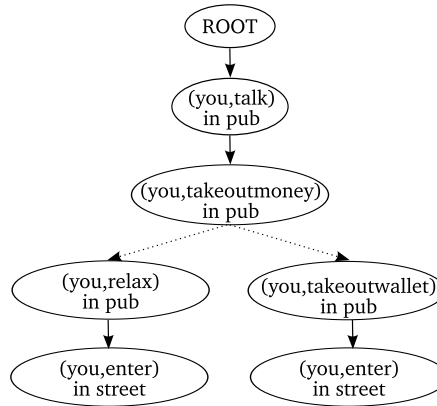 ROOT
(you,talk)
in pub
(you,takeoutmoney)
in pub
(you,relax)
in pub
(you,takeoutwallet)
in pub
(you,enter)
in street
(you,enter)
in street